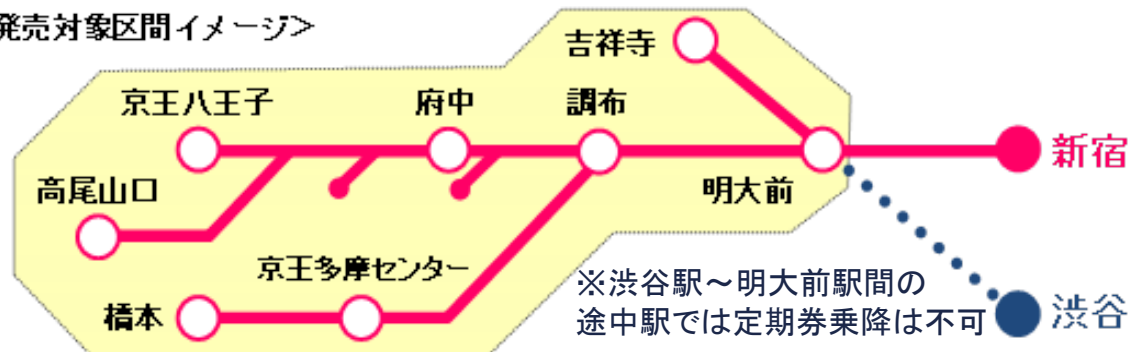 発売対象区間イメージ>
吉祥寺
京王八王子
府中
調布
新宿
高尾山口
明大前
京王多摩センター
※渋谷駅～明大前駅間の
途中駅では定期券乗降は不可
橋本
渋谷